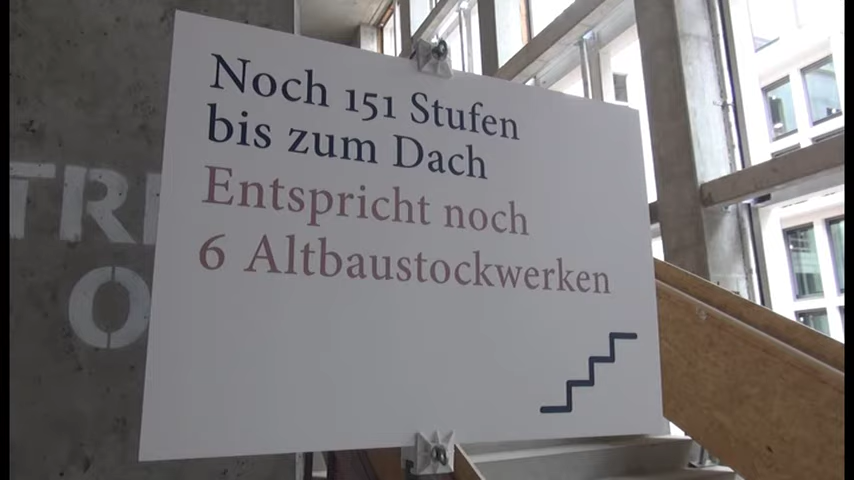 Noch 151 Stufen
bis zum Dach
Entspricht noch
6 Altbaustockwerken